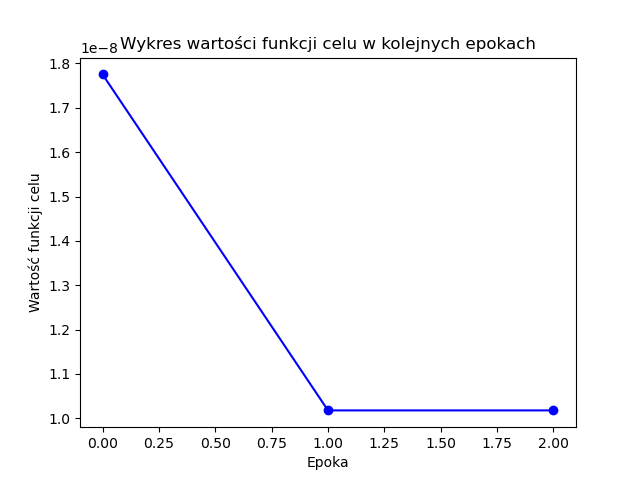 Wykres wartości funkcji celu w kolejnych epokach
1e−8
1.8
1.7
1.6
1.5
1.4
1.3
1.2
1.1
1.0
Wartość funkcji celu
0.00 0.25 0.50 0.75 1.00 1.25 1.50 1.75 2.00
Epoka